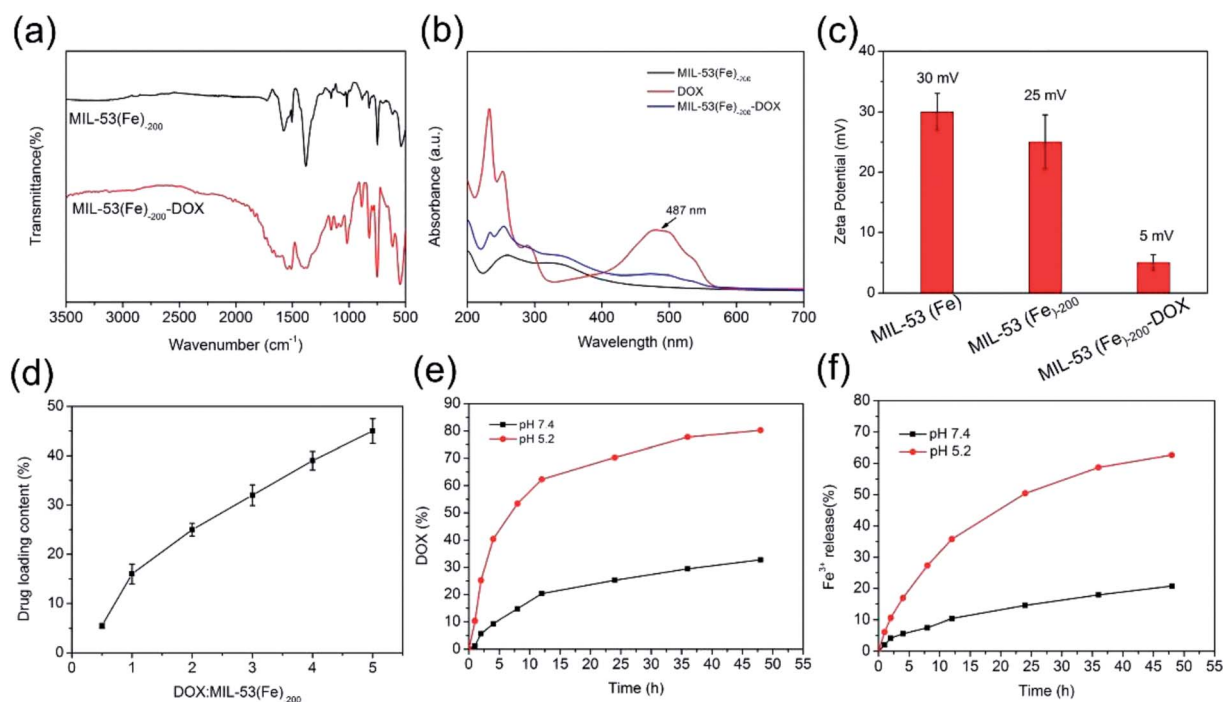 (a)
Transmittance(%)
MIL-53(Fe)-200
MIL-53(Fe)-200-DOX
3500 3000 2500 2000 1500 1000 500
Wavenumber (cm-1)
(b)
Absorbance (a.u.)
MIL-53(Fe)-200
DOX
MIL-53(Fe)-200-DOX
487 nm
200 300 400 500 600 700
Wavelength (nm)
(c)
Zeta Potential (mV)
40
30
20
10
0
30 mV
25 mV
5 mV
MIL-53 (Fe)
MIL-53 (Fe)-200
MIL-53 (Fe)-200-DOX
(d)
Drug loading content (%)
50
40
30
20
10
0
0 1 2 3 4 5
DOX:MIL-53(Fe)-200
(e)
DOX (%)
100
90
80
70
60
50
40
30
20
10
0
pH 7.4
pH 5.2
0 5 10 15 20 25 30 35 40 45 50 55
Time (h)
(f)
Fe3+ release(%)
80
70
60
50
40
30
20
10
0
pH 7.4
pH 5.2
0 5 10 15 20 25 30 35 40 45 50 55
Time (h)